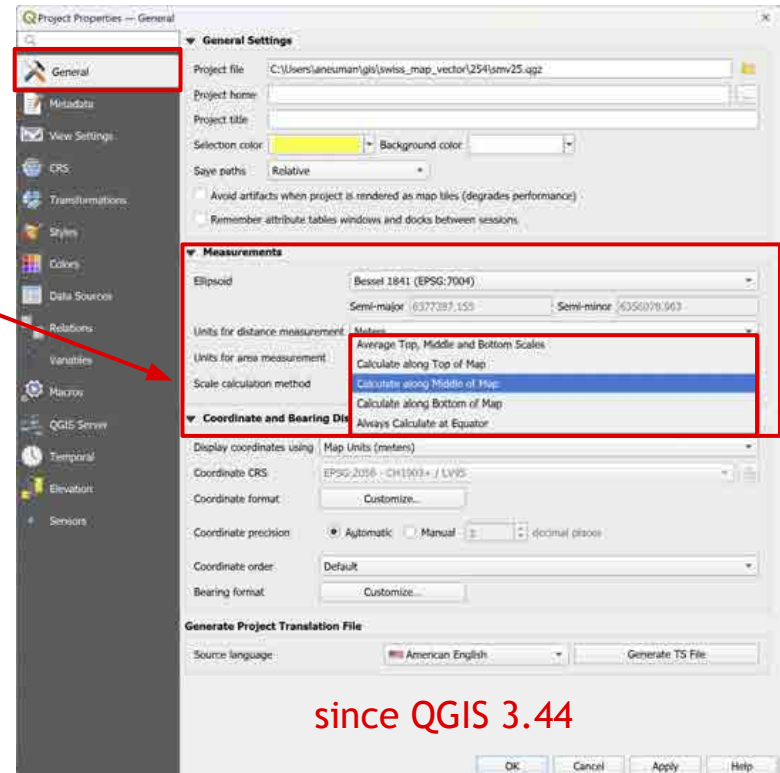 Project Properties — General
General
Metadata
View Settings
CRS
Transformations
Styles
Colors
Data Sources
Relations
Variables
Macros
QGIS Server
Temporal
Elevation
Sensors
General Settings
Project file C:\Users\aneuman\gis\swiss_map_vector\254\smv25.qgz
Project home
Project title
Selection color Background color
Save paths Relative
Avoid artifacts when project is rendered as map tiles (degrades performance)
Remember attribute tables windows and docks between sessions
Measurements
Ellipsoid Bessel 1841 (EPSG:7004)
Semi-major 6377397,155 Semi-minor 6356078,963
Units for distance measurement Meters
Average Top, Middle and Bottom Scales
Units for area measurement Calculate along Top of Map
Scale calculation method Calculate along Middle of Map
Calculate along Bottom of Map
Coordinate and Bearing Dis Always Calculate at Equator
Display coordinates using Map Units (meters)
Coordinate CRS EPSG:2056 - CH1903+ / LV95
Coordinate format Customize...
Coordinate precision Automatic Manual 2 decimal places
Coordinate order Default
Bearing format Customize...
Generate Project Translation File
Source language American English Generate TS File
since QGIS 3.44
OK Cancel Apply Help